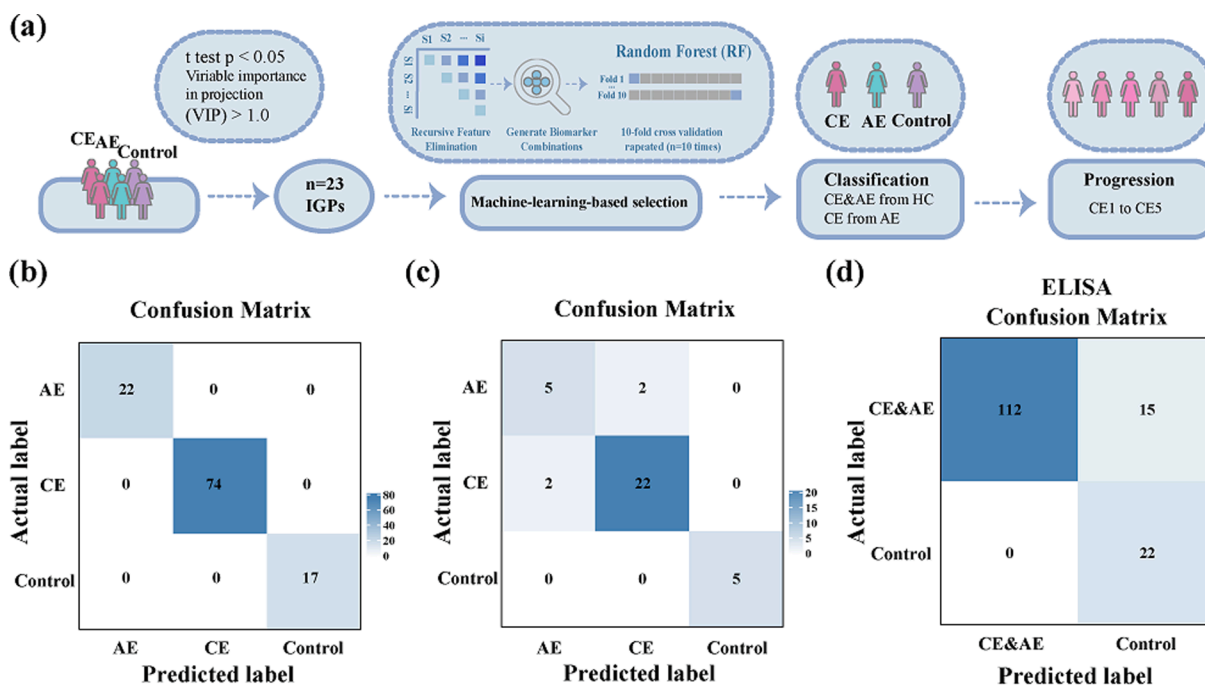 (a)
t test p < 0.05
Viriable importance
in projection
(VIP) > 1.0
CE AE Control
n=23
IGPs
S1 S2 ... Si
S1
S2
...
Si
Recursive Feature
Elimination
Generate Biomarker
Combinations
Random Forest (RF)
Fold 1
...
Fold 10
10-fold cross validation
rapeated (n=10 times)
Machine-learning-based selection
CE AE Control
Classification
CE&AE from HC
CE from AE
Progression
CE1 to CE5
(b)
Confusion Matrix
Actual label
AE 22 0 0
CE 0 74 0
Control 0 0 17
AE CE Control
Predicted label
80
60
40
20
0
(c)
Confusion Matrix
Actual label
AE 5 2 0
CE 2 22 0
Control 0 0 5
AE CE Control
Predicted label
20
15
10
5
0
(d)
ELISA
Confusion Matrix
Actual label
CE&AE 112 15
Control 0 22
CE&AE Control
Predicted label